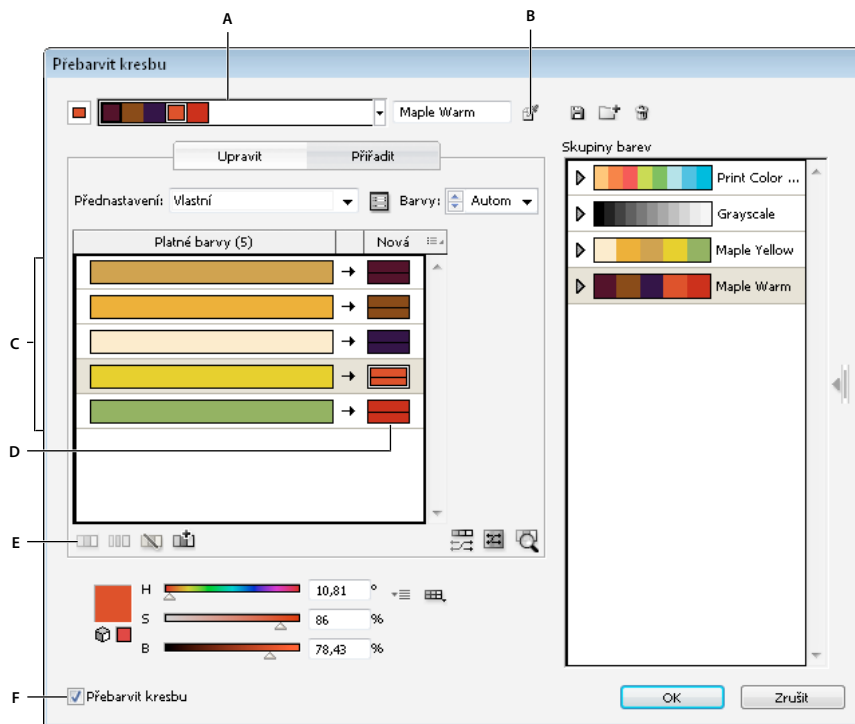 A
B
Přebarvit kresbu
Maple Warm
Upravit
Přiřadit
Skupiny barev
Print Color ...
Přednastavení:
Vlastní
Barvy:
Autom
Grayscale
Platné barvy (5)
Nová
Maple Yellow
Maple Warm
C
D
E
H
10,81
°
S
86
%
B
78,43
%
F
Přebarvit kresbu
OK
Zrušit